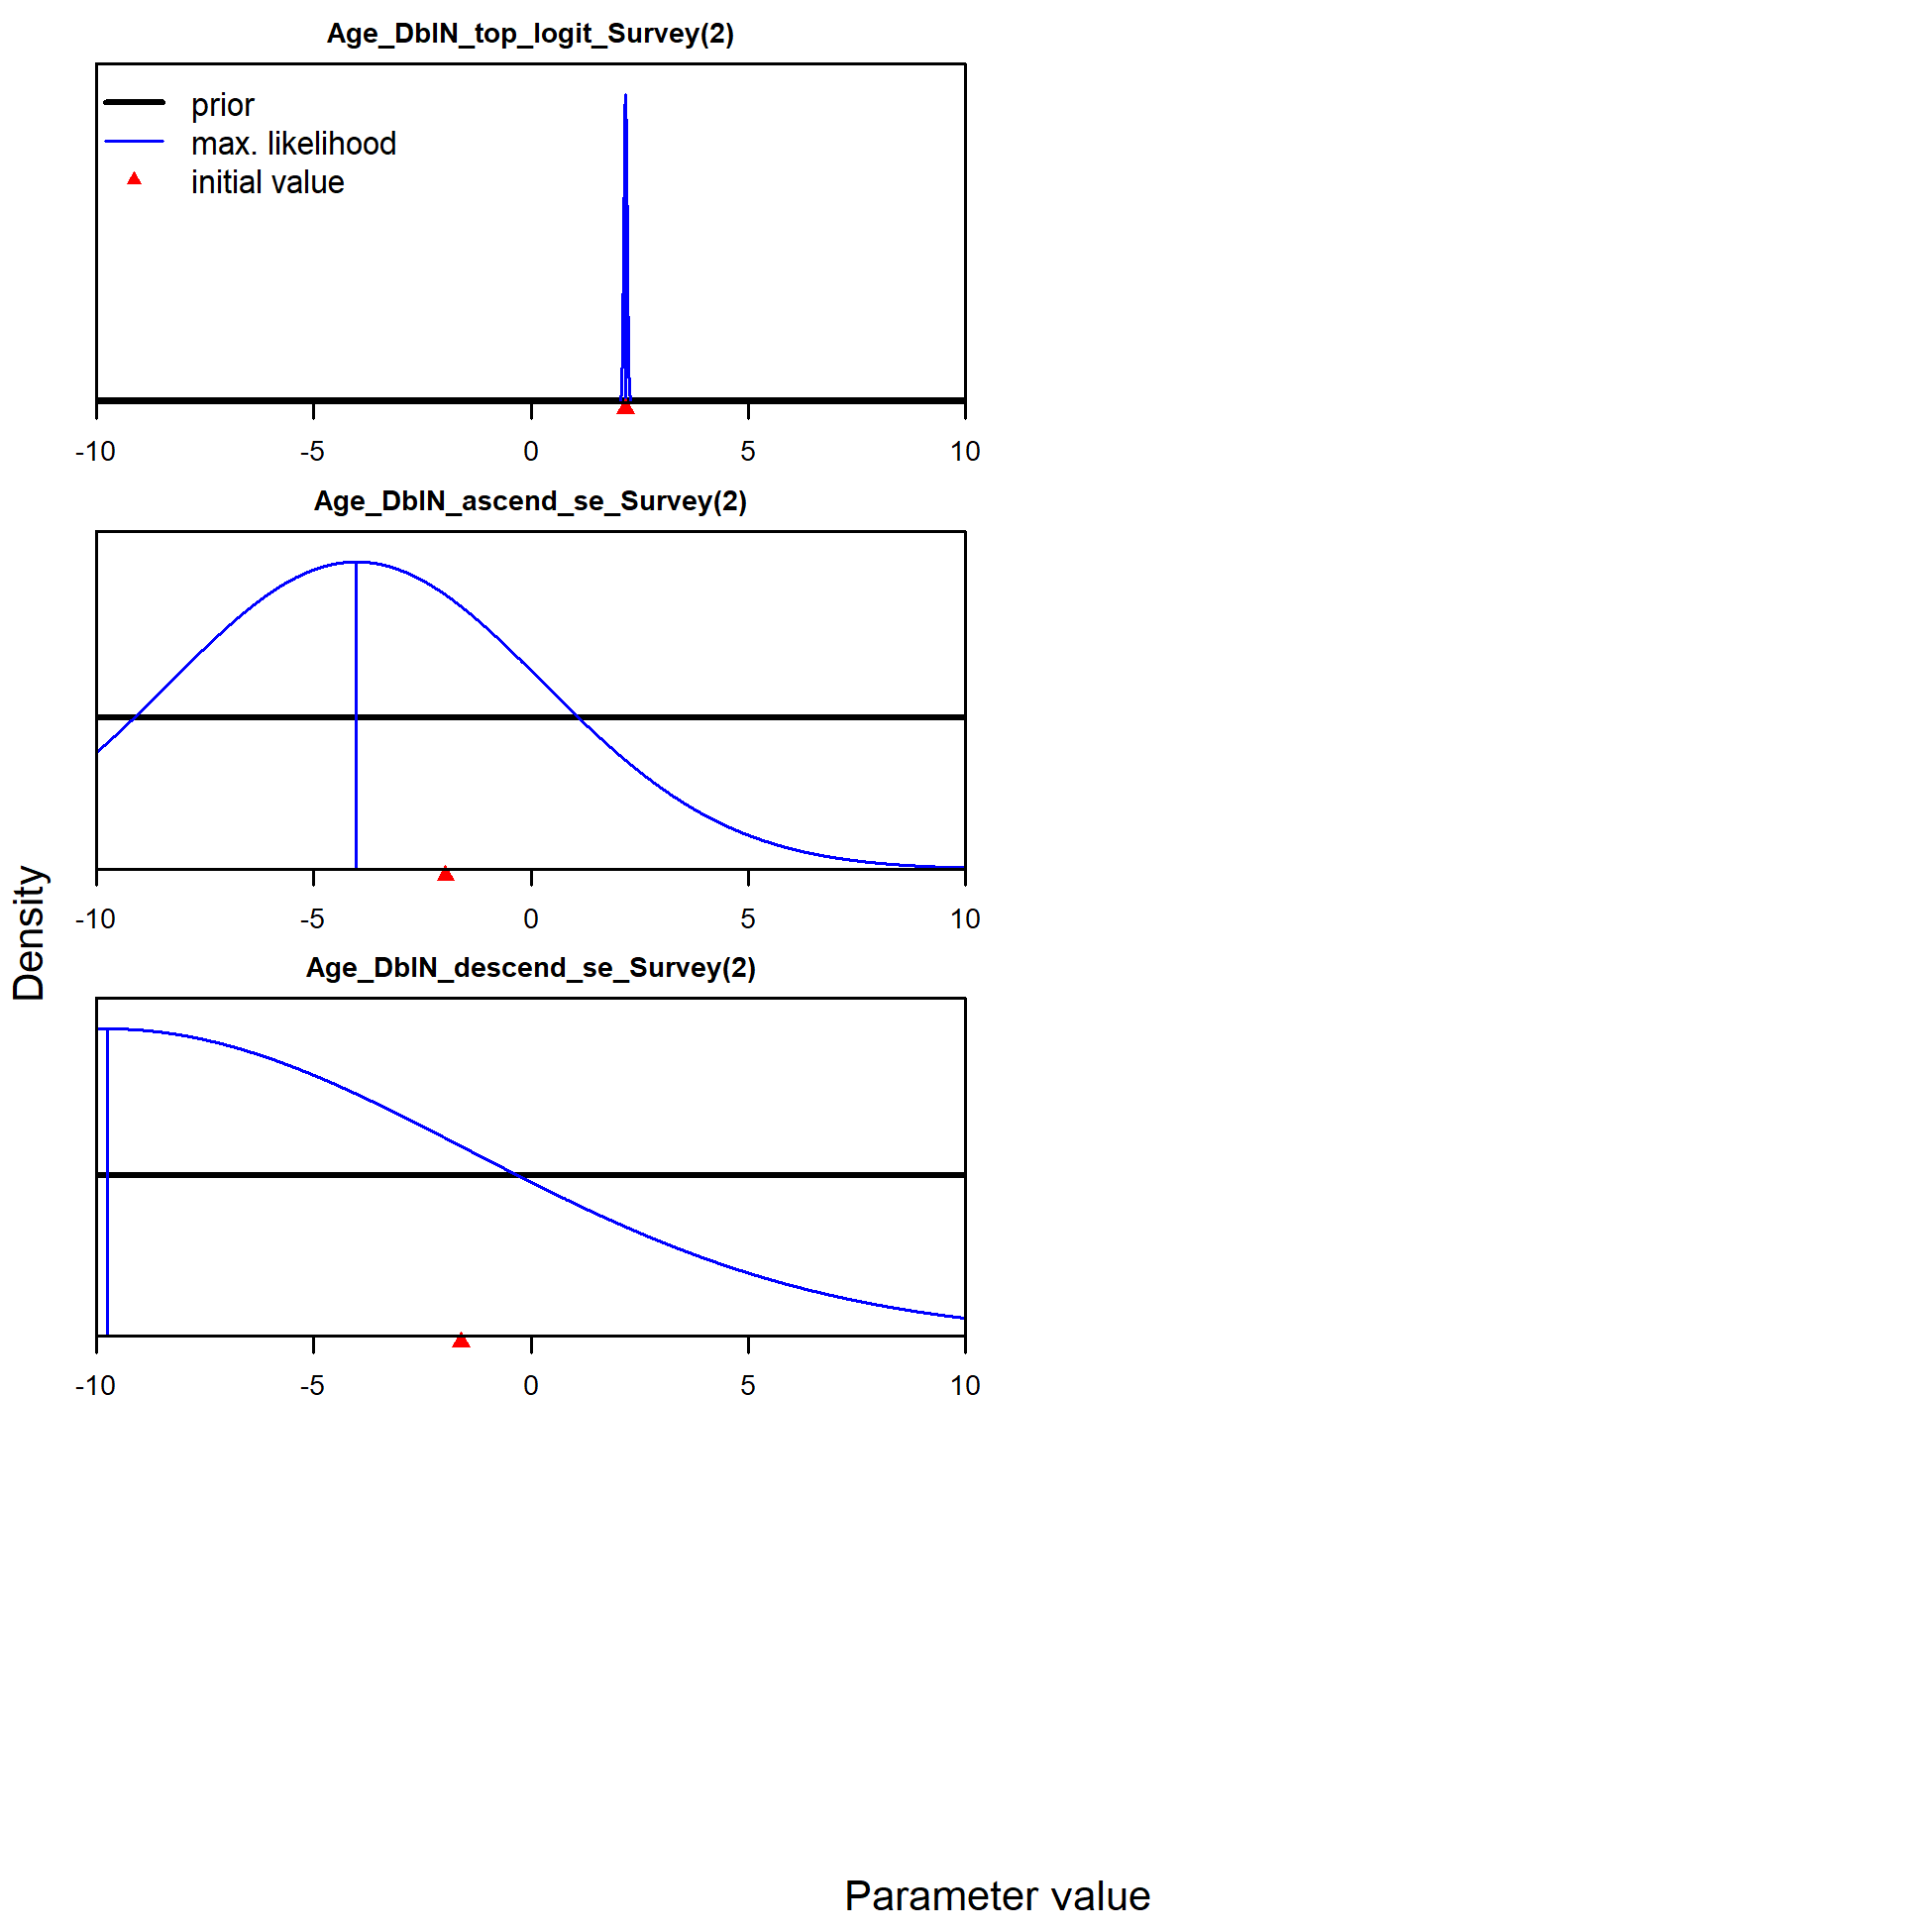 Age_DblN_top_logit_Survey(2)
prior
max. likelihood
initial value
-10 -5 0 5 10
Age_DblN_ascend_se_Survey(2)
-10 -5 0 5 10
Age_DblN_descend_se_Survey(2)
-10 -5 0 5 10
Density
Parameter value